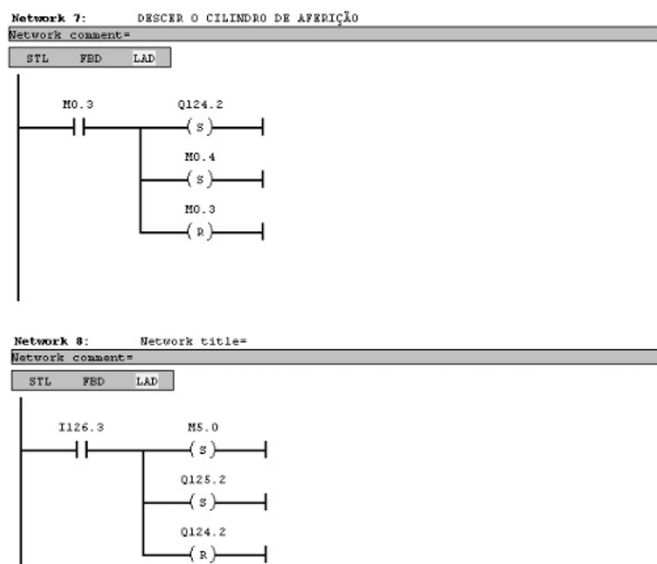 Network 7: DESCER O CILINDRO DE AFERIÇÃO
Network comment=
STL FBD LAD
M0.3 Q124.2
( S )
M0.4
( S )
M0.3
( R )
Network 8: Network title=
Network comment=
STL FBD LAD
I126.3 M5.0
( S )
Q125.2
( S )
Q124.2
( R )